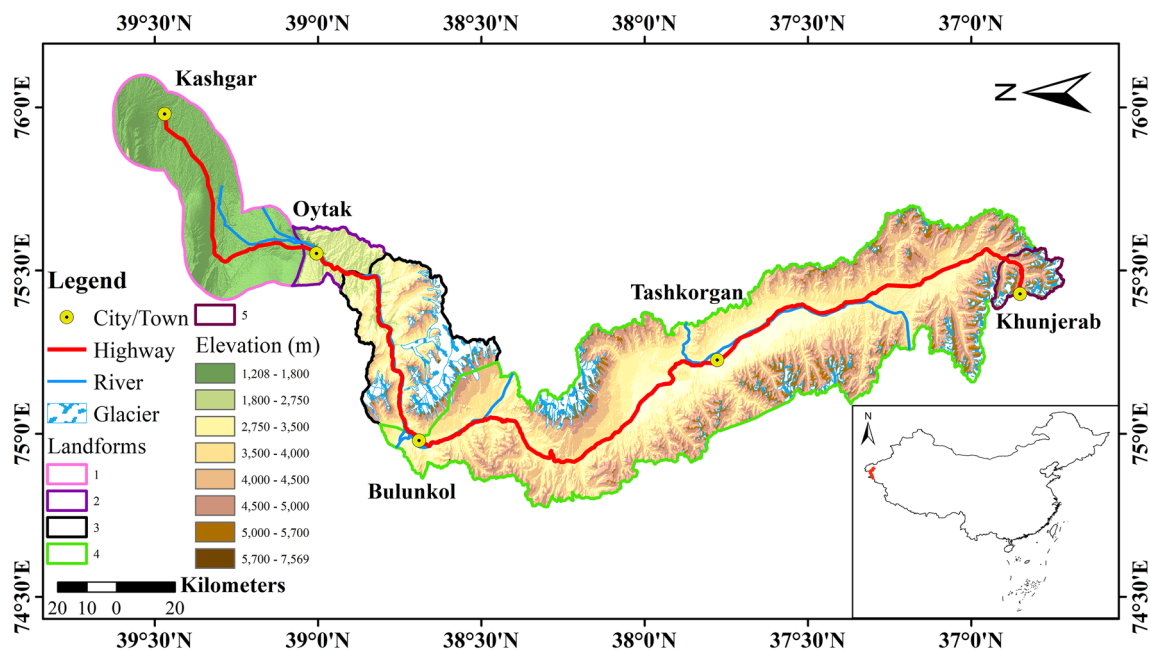 39°30'N 39°0'N 38°30'N 38°0'N 37°30'N 37°0'N
76°0'E
76°0'E
75°30'E
75°30'E
75°0'E
75°0'E
74°30'E
74°30'E
Kashgar
N
Oytak
Tashkorgan
Khunjerab
Bulunkol
Legend
City/Town
Highway
River
Glacier
Landforms
1
2
3
4
5
Elevation (m)
1,208 - 1,800
1,800 - 2,750
2,750 - 3,500
3,500 - 4,000
4,000 - 4,500
4,500 - 5,000
5,000 - 5,700
5,700 - 7,569
Kilometers
20 10 0 20
N
39°30'N 39°0'N 38°30'N 38°0'N 37°30'N 37°0'N